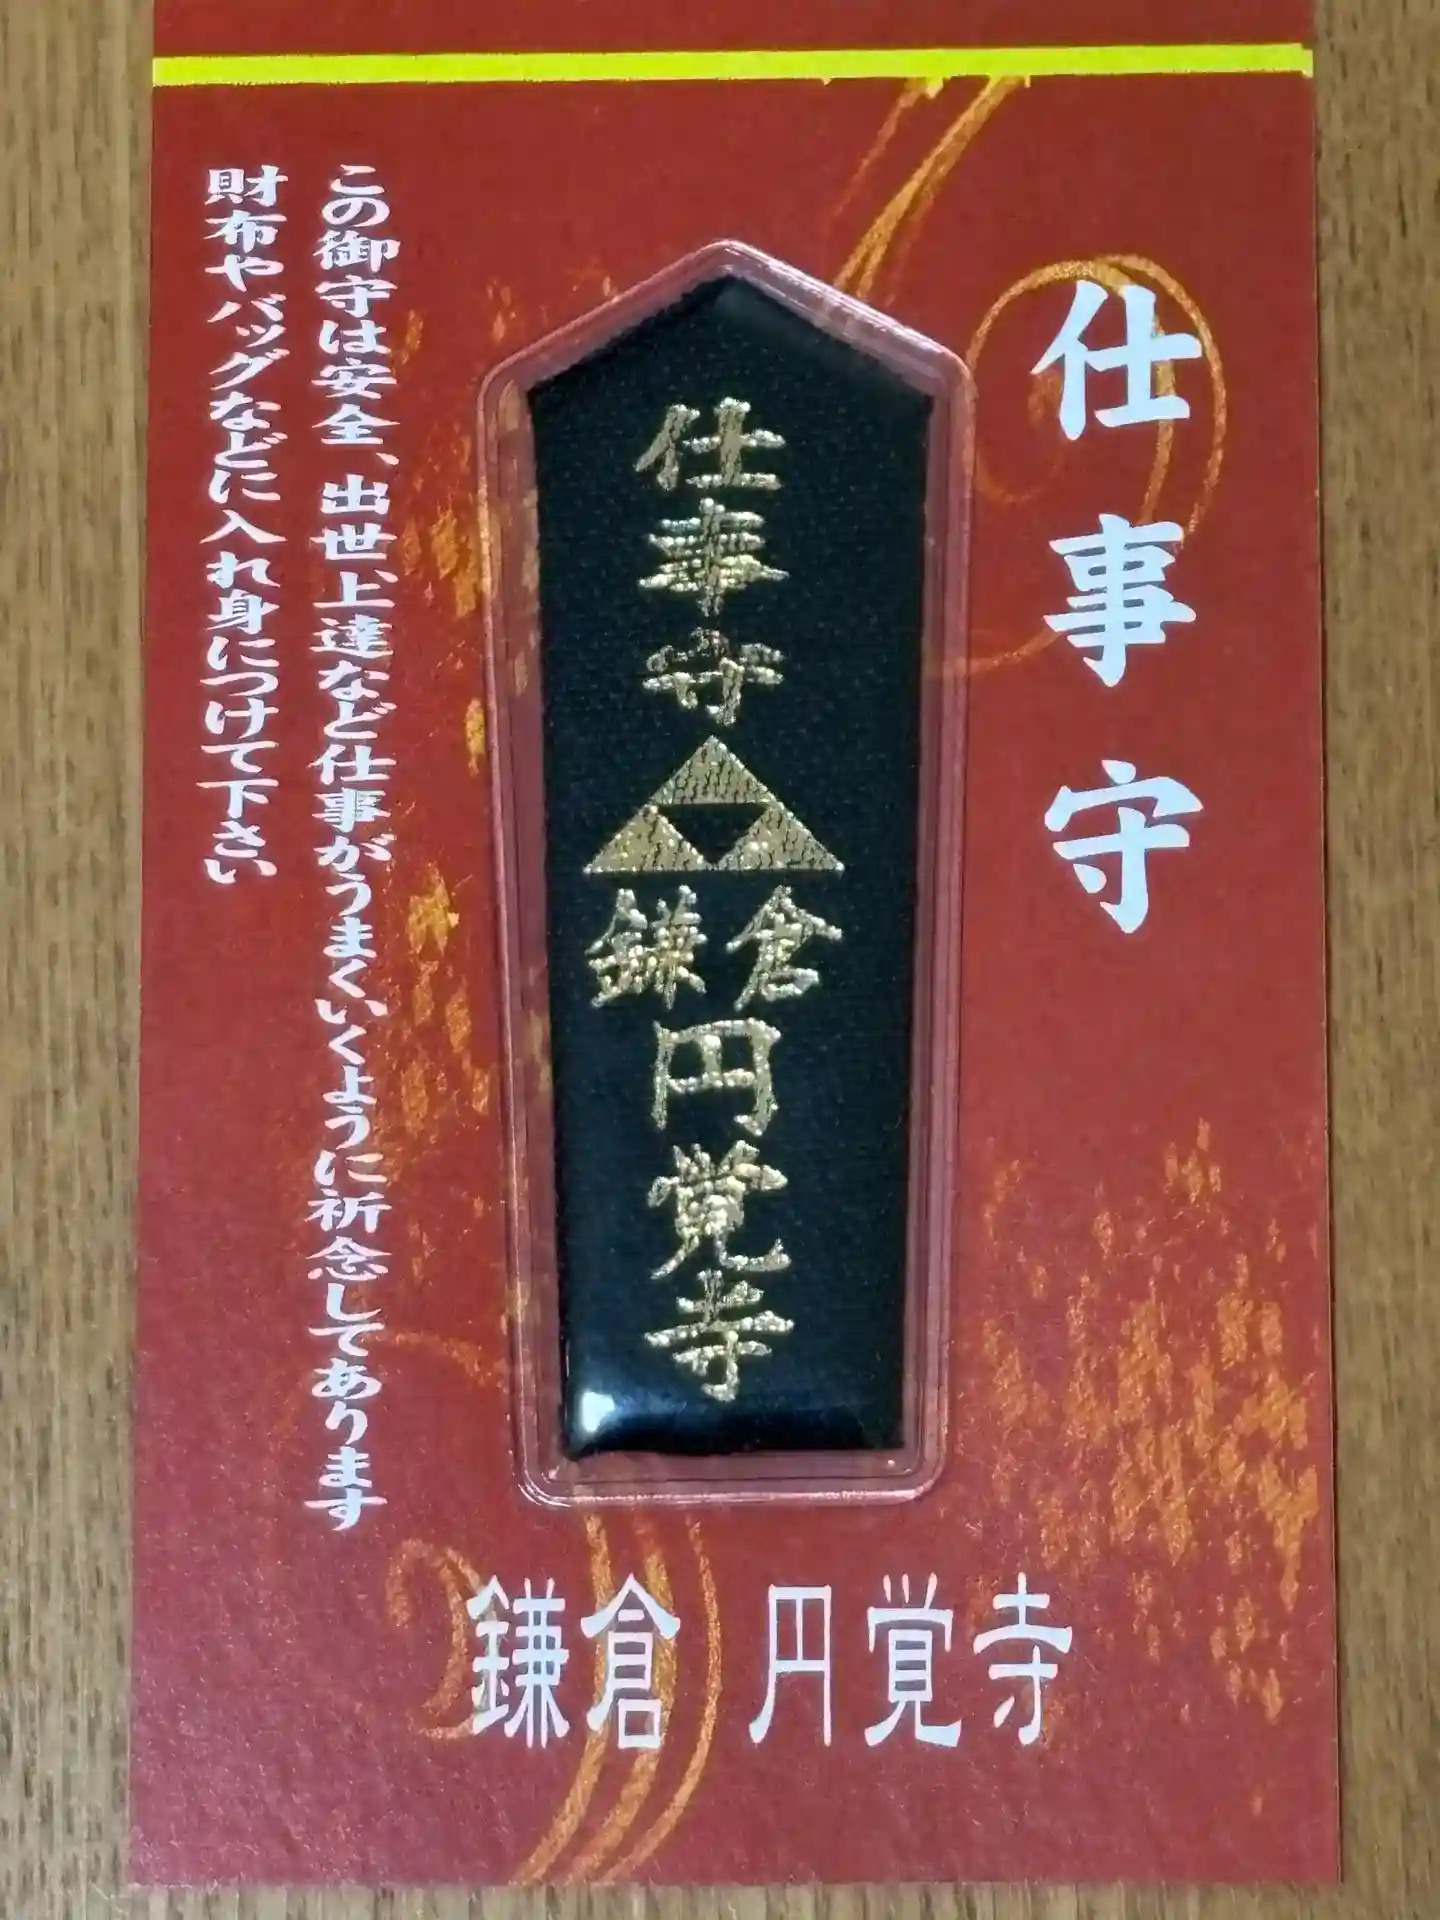 仕事守
仕事守
鎌倉
円覚寺
この御守は安全、出世、上達など仕事がうまくいくように祈念してあります
財布やバッグなどに入れ身につけて下さい
鎌倉 円覚寺